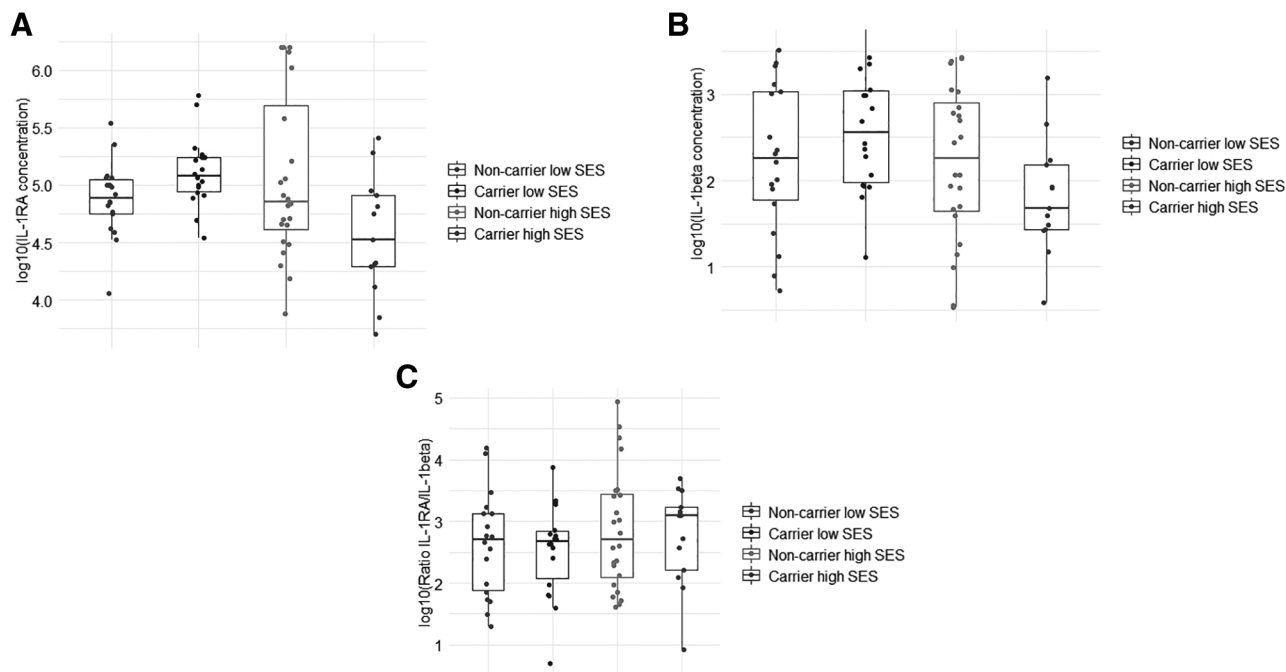 A
log10(IL-1RA concentration)
6.0
5.5
5.0
4.5
4.0
Non-carrier low SES
Carrier low SES
Non-carrier high SES
Carrier high SES
B
log10(IL-1beta concentration)
3
2
1
Non-carrier low SES
Carrier low SES
Non-carrier high SES
Carrier high SES
C
log10(Ratio IL-1RA/IL-1beta)
5
4
3
2
1
Non-carrier low SES
Carrier low SES
Non-carrier high SES
Carrier high SES